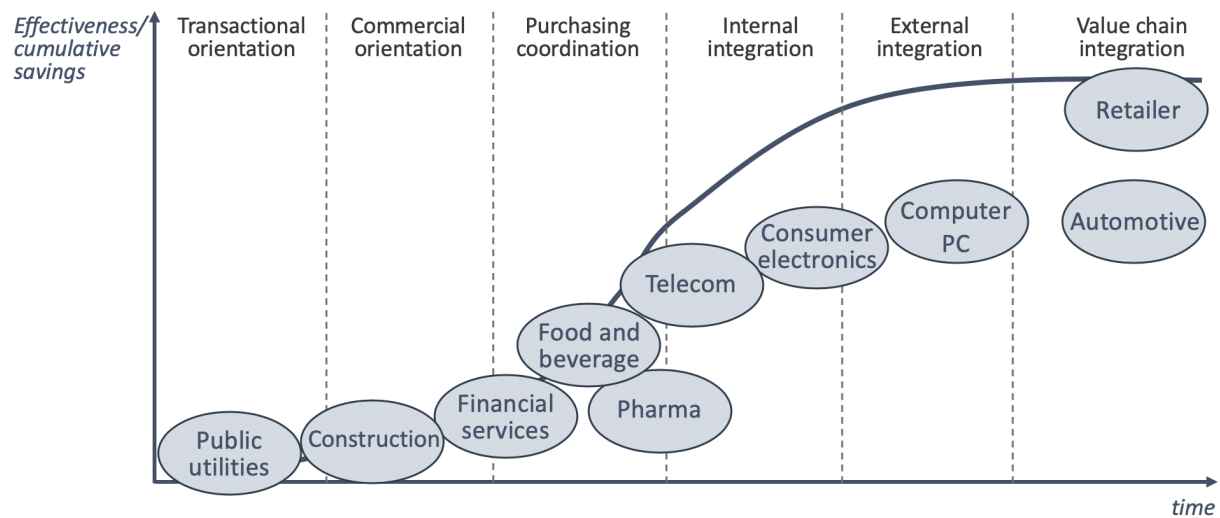 Effectiveness/
cumulative
savings
Transactional
orientation
Commercial
orientation
Purchasing
coordination
Internal
integration
External
integration
Value chain
integration
Retailer
Computer
PC
Automotive
Consumer
electronics
Telecom
Food and
beverage
Financial
services
Pharma
Public
utilities
Construction
time